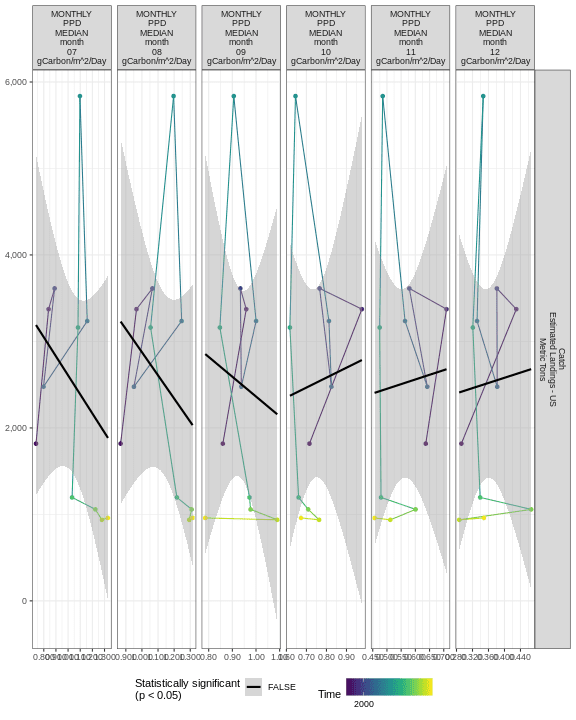 MONTHLY
PPD
MEDIAN
month
07
gCarbon/m^2/Day
MONTHLY
PPD
MEDIAN
month
08
gCarbon/m^2/Day
MONTHLY
PPD
MEDIAN
month
09
gCarbon/m^2/Day
MONTHLY
PPD
MEDIAN
month
10
gCarbon/m^2/Day
MONTHLY
PPD
MEDIAN
month
11
gCarbon/m^2/Day
MONTHLY
PPD
MEDIAN
month
12
gCarbon/m^2/Day
6,000
4,000
2,000
0
Catch
Estimated Landings - US
Metric Tons
0.80 0.90 1.00
0.70 0.80 0.90
0.320 0.360 0.400 0.440
Statistically significant
(p < 0.05)
FALSE
Time
2000